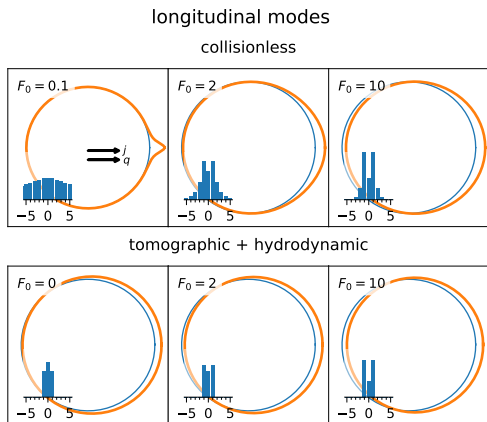 longitudinal modes
collisionless
F₀ = 0.1
F₀ = 2
F₀ = 10
j
q
−5 0 5
−5 0 5
−5 0 5
tomographic + hydrodynamic
F₀ = 0
F₀ = 2
F₀ = 10
−5 0 5
−5 0 5
−5 0 5